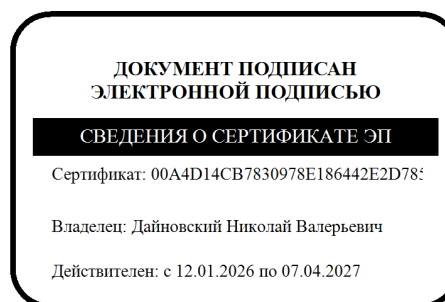 ДОКУМЕНТ ПОДПИСАН
ЭЛЕКТРОННОЙ ПОДПИСЬЮ
СВЕДЕНИЯ О СЕРТИФИКАТЕ ЭП
Сертификат: 00A4D14CB7830978E186442E2D785
Владелец: Дайновский Николай Валерьевич
Действителен: с 12.01.2026 по 07.04.2027